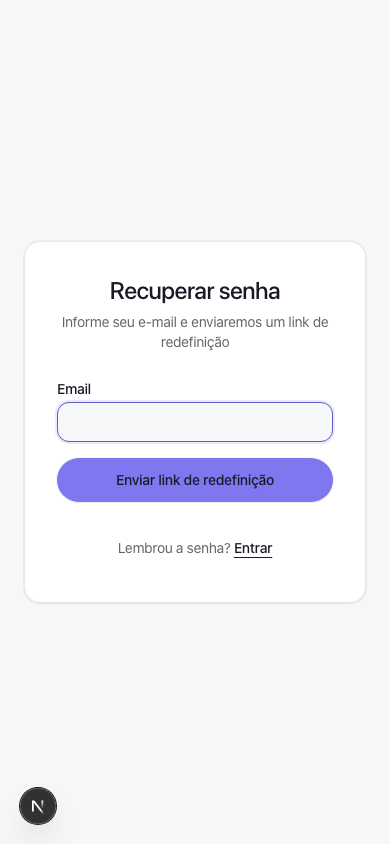 Recuperar senha
Informe seu e-mail e enviaremos um link de
redefinição
Email
Enviar link de redefinição
Lembrou a senha? Entrar
N